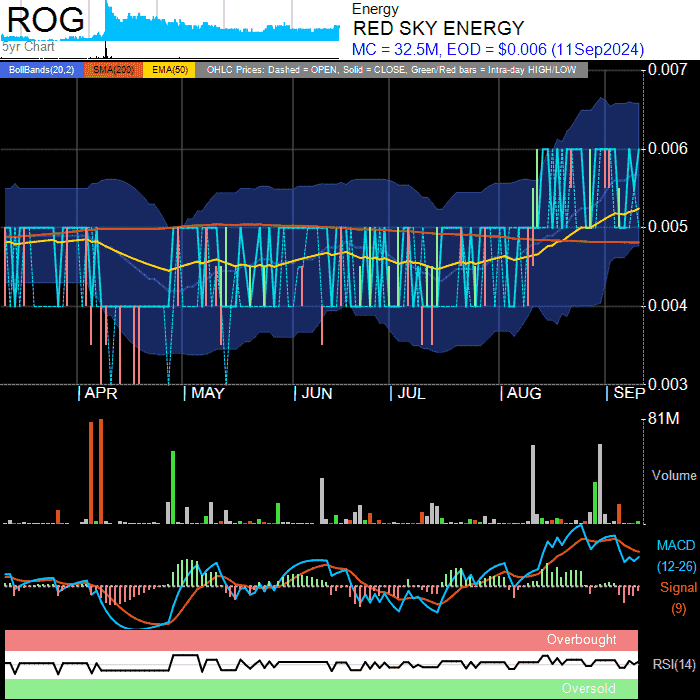 ROG
5yr Chart
Energy
RED SKY ENERGY
MC = 32.5M, EOD = $0.006 (11Sep2024)
BollBands(20,2) SMA(200) EMA(50) OHLC Prices: Dashed = OPEN, Solid = CLOSE, Green/Red bars = Intra-day HIGH/LOW
0.007
0.006
0.005
0.004
0.003
APR MAY JUN JUL AUG SEP
81M
Volume
MACD
(12-26)
Signal
(9)
Overbought
RSI(14)
Oversold